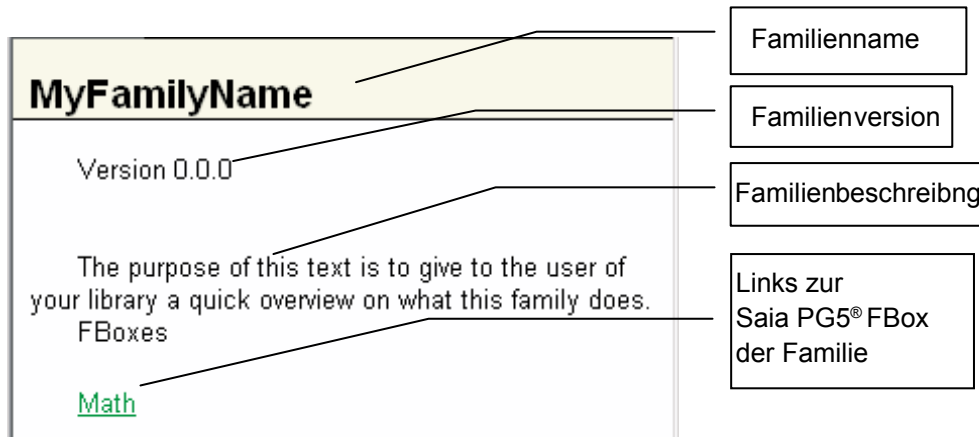 MyFamilyName
Version 0.0.0
The purpose of this text is to give to the user of
your library a quick overview on what this family does.
FBoxes
Math
Familienname
Familienversion
Familienbeschreibng
Links zur
Saia PG5® FBox
der Familie